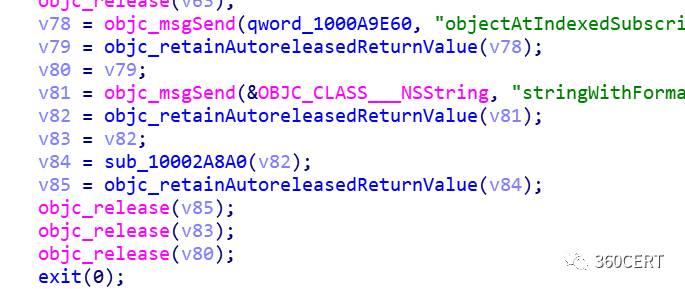 objc_release(v63);
v78 = objc_msgSend(qword_1000A9E60, "objectAtIndexedSubscri
v79 = objc_retainAutoreleasedReturnValue(v78);
v80 = v79;
v81 = objc_msgSend(&OBJC_CLASS___NSString, "stringWithForma
v82 = objc_retainAutoreleasedReturnValue(v81);
v83 = v82;
v84 = sub_10002A8A0(v82);
v85 = objc_retainAutoreleasedReturnValue(v84);
objc_release(v85);
objc_release(v83);
objc_release(v80);
exit(0);
360CERT